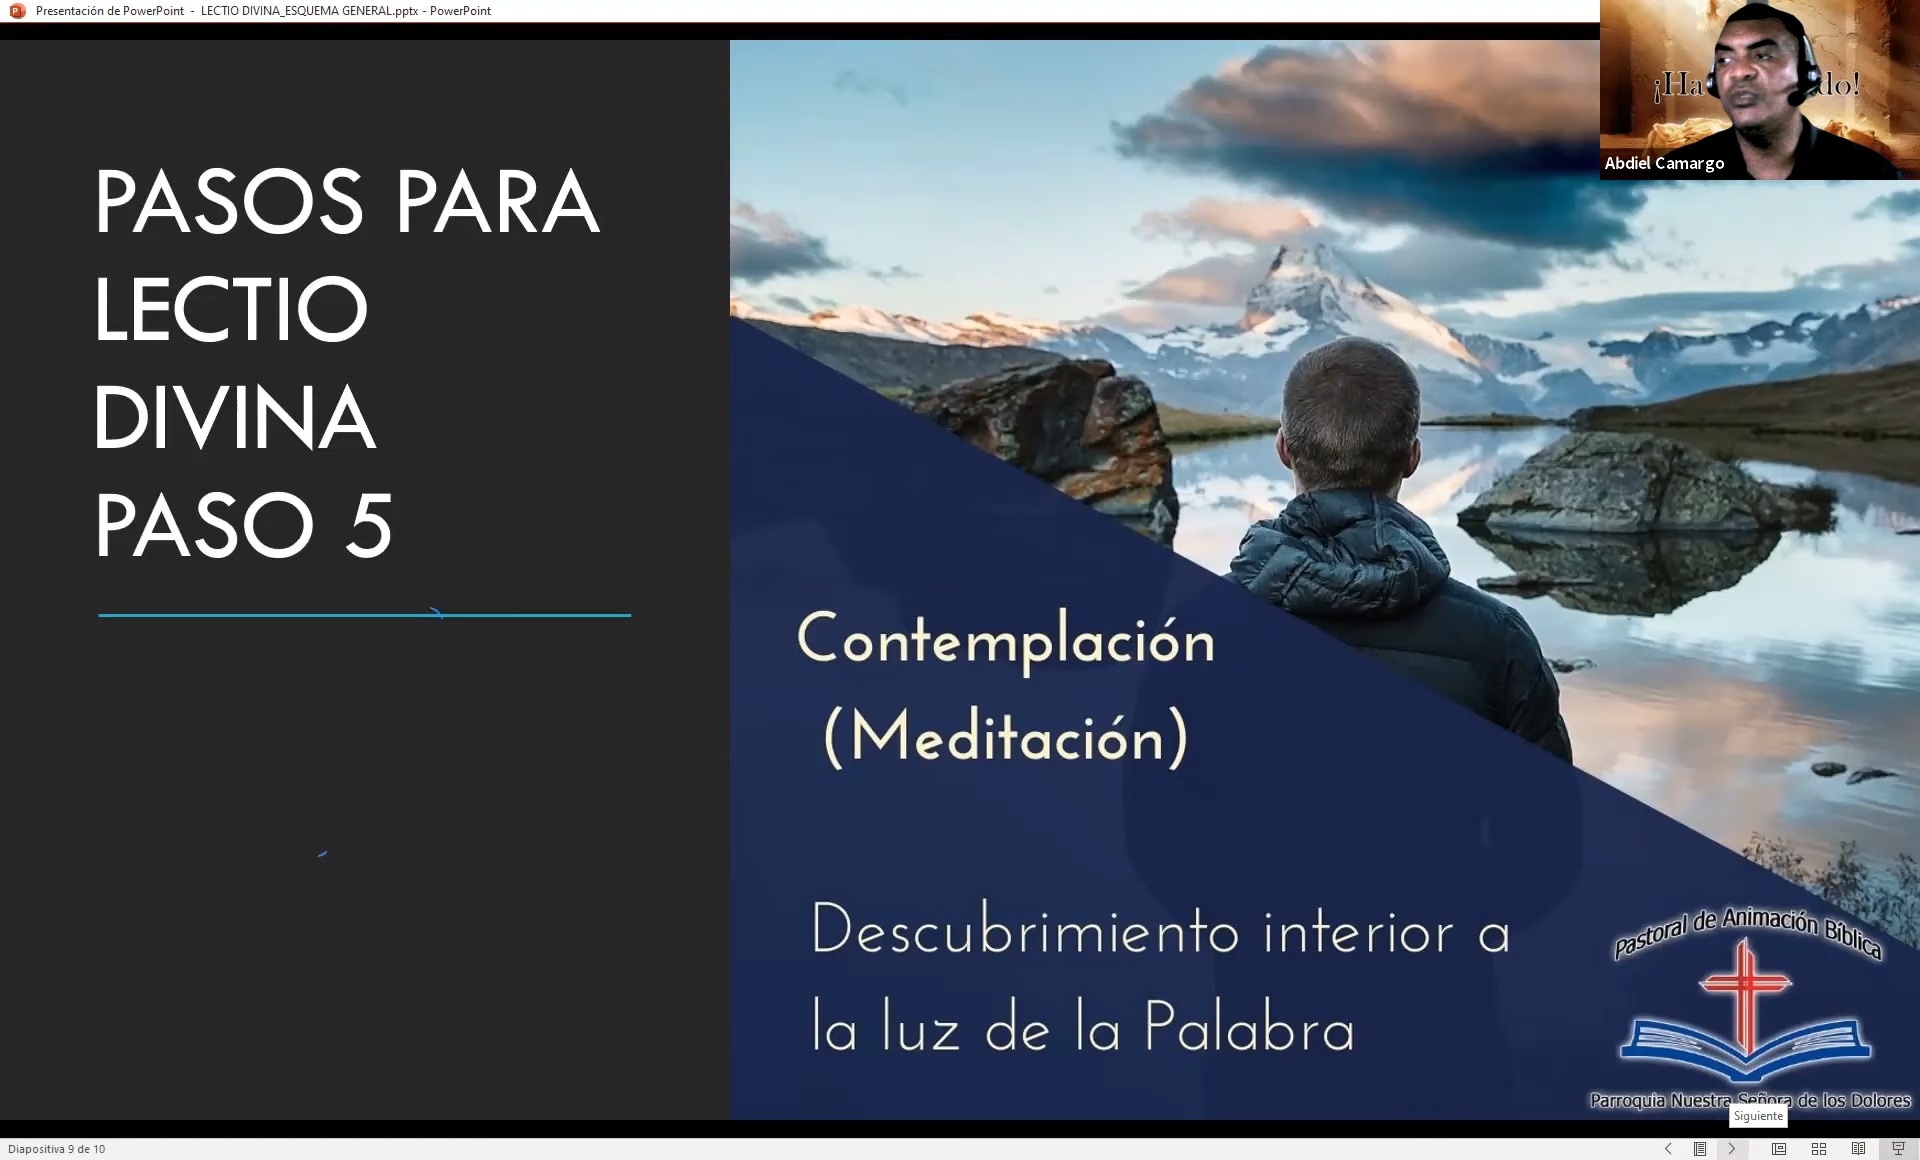 Presentación de PowerPoint - LECTIO DIVINA_ESQUEMA GENERAL.pptx - PowerPoint
¡Ha
do!
Abdiel Camargo
PASOS PARA
LECTIO
DIVINA
PASO 5
Contemplación
(Meditación)
Descubrimiento interior a
la luz de la Palabra
Pastoral de Animación Bíblica
Parroquia Nuestra Señora de los Dolores
Siguiente
Diapositiva 9 de 10